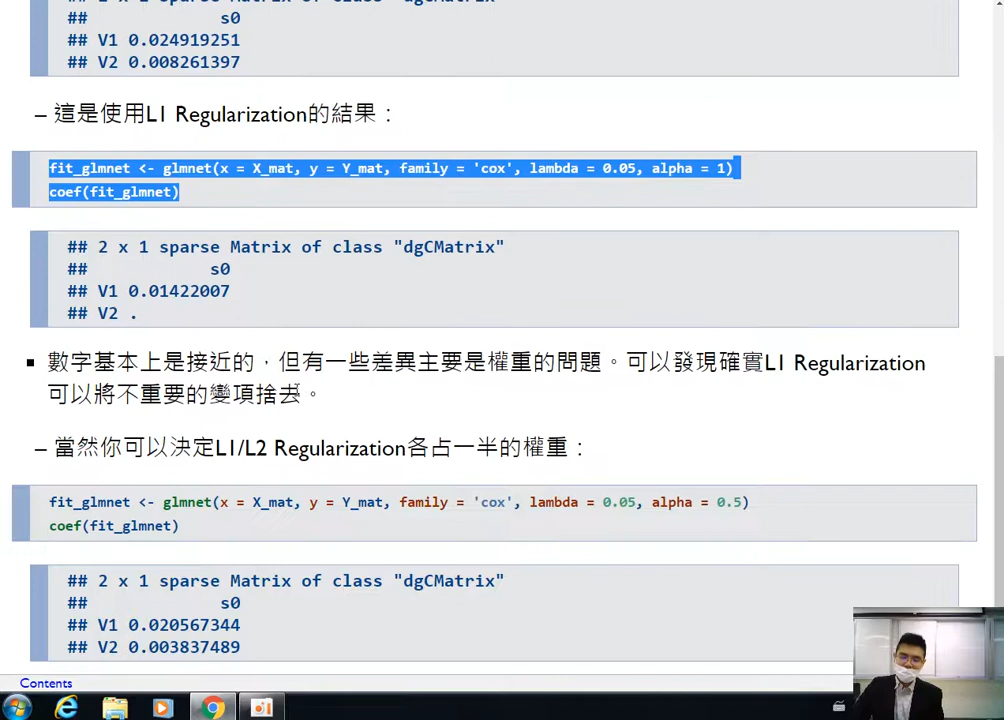 ## 2 x 1 sparse Matrix of class "dgCMatrix"
## s0
## V1 0.024919251
## V2 0.008261397
– 這是使用L1 Regularization的結果：
fit_glmnet <- glmnet(x = X_mat, y = Y_mat, family = 'cox', lambda = 0.05, alpha = 1)
coef(fit_glmnet)
## 2 x 1 sparse Matrix of class "dgCMatrix"
## s0
## V1 0.01422007
## V2 .
▪ 數字基本上是接近的，但有一些差異主要是權重的問題。可以發現確實L1 Regularization
可以將不重要的變項捨去。
– 當然你可以決定L1/L2 Regularization各占一半的權重：
fit_glmnet <- glmnet(x = X_mat, y = Y_mat, family = 'cox', lambda = 0.05, alpha = 0.5)
coef(fit_glmnet)
## 2 x 1 sparse Matrix of class "dgCMatrix"
## s0
## V1 0.020567344
## V2 0.003837489
Contents